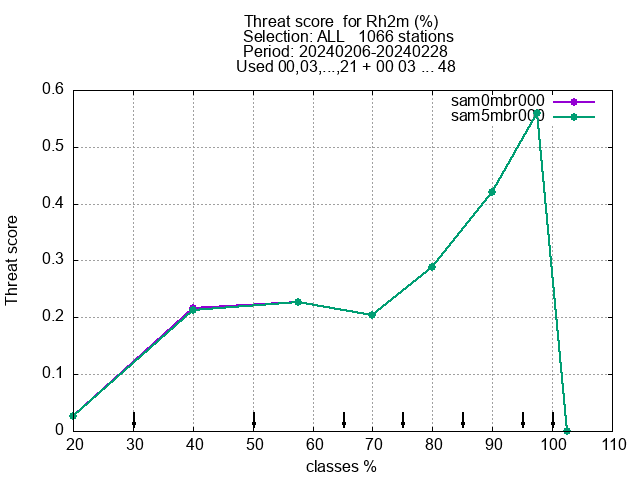 Threat score  for Rh2m (%)
Selection: ALL   1066 stations
Period: 20240206-20240228
Used 00,03,...,21 + 00 03 ... 48
sam0mbr000
sam5mbr000
Threat score
0.6
0.5
0.4
0.3
0.2
0.1
0
20 30 40 50 60 70 80 90 100 110
classes %